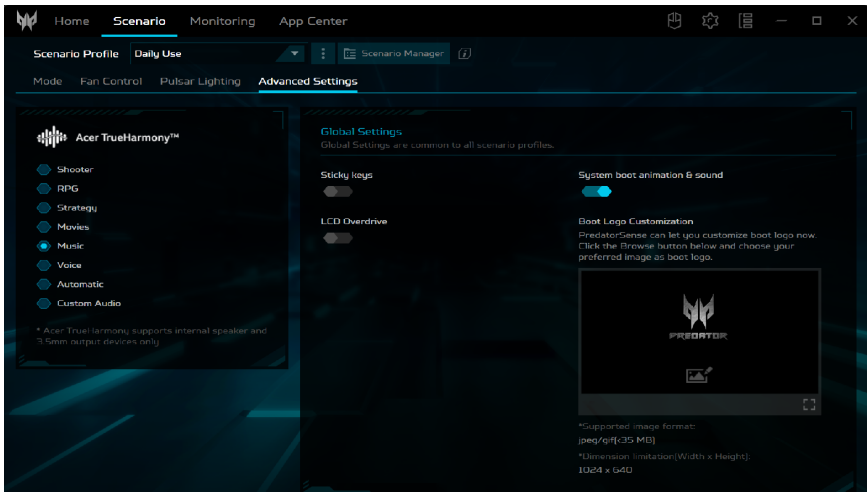 Home Scenario Monitoring App Center
Scenario Profile Daily Use Scenario Manager
Mode Fan Control Pulsar Lighting Advanced Settings
Acer TrueHarmony™
Shooter
RPG
Strategy
Movies
Music
Voice
Automatic
Custom Audio
* Acer TrueHarmony supports internal speaker and
3.5mm output devices only
Global Settings
Global Settings are common to all scenario profiles.
Sticky keys
LCD Overdrive
System boot animation & sound
Boot Logo Customization
PredatorSense can let you customize boot logo now.
Click the Browse button below and choose your
preferred image as boot logo.
PREDATOR
*Supported image format:
jpeg/gif(<35 MB)
*Dimension limitation(Width x Height):
1024 x 640